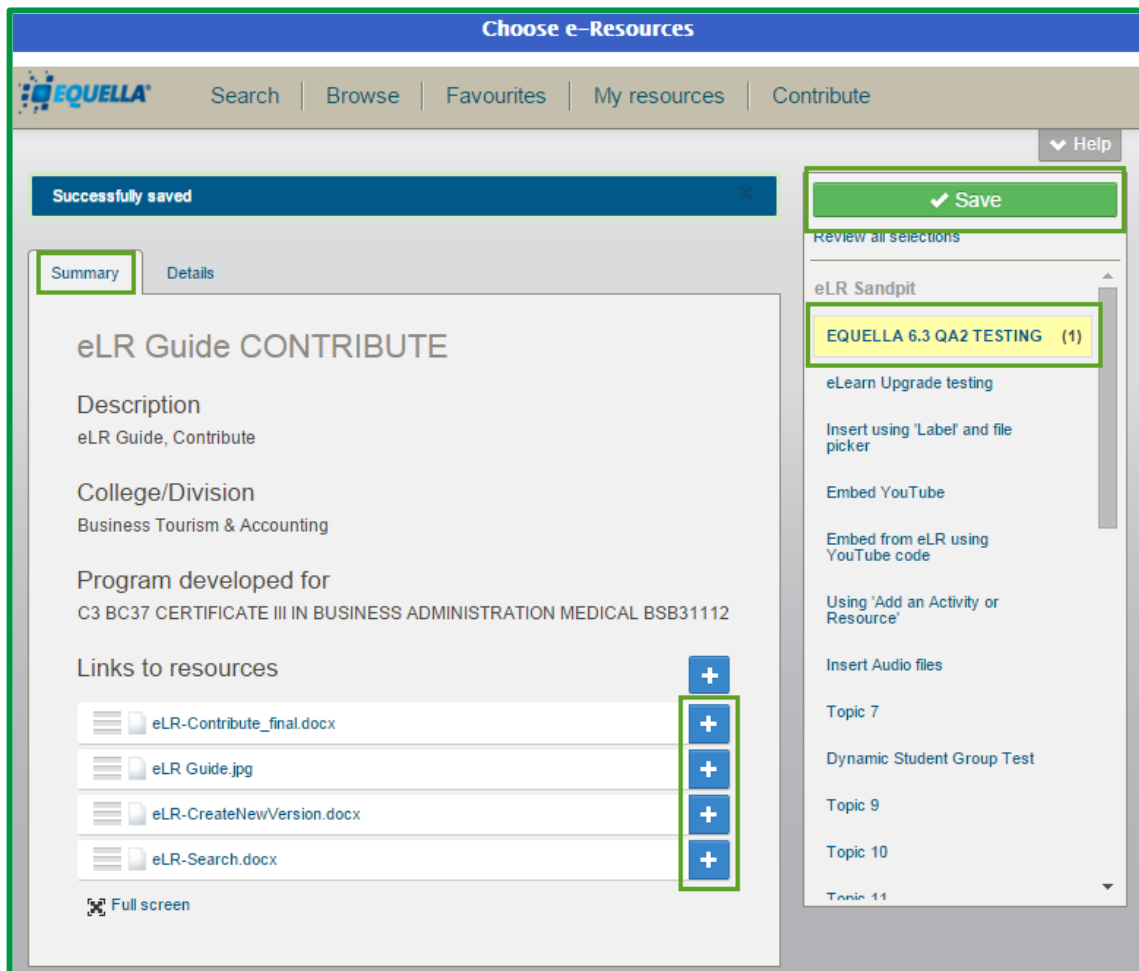 Choose e-Resources
EQUELLA
Search
Browse
Favourites
My resources
Contribute
Help
Successfully saved
Summary
Details
eLR Guide CONTRIBUTE
Description
eLR Guide, Contribute
College/Division
Business Tourism & Accounting
Program developed for
C3 BC37 CERTIFICATE III IN BUSINESS ADMINISTRATION MEDICAL BSB31112
Links to resources
eLR-Contribute_final.docx
eLR Guide.jpg
eLR-CreateNewVersion.docx
eLR-Search.docx
Full screen
Save
Review all selections
eLR Sandpit
EQUELLA 6.3 QA2 TESTING (1)
eLearn Upgrade testing
Insert using 'Label' and file
picker
Embed YouTube
Embed from eLR using
YouTube code
Using 'Add an Activity or
Resource'
Insert Audio files
Topic 7
Dynamic Student Group Test
Topic 9
Topic 10
Topic 11